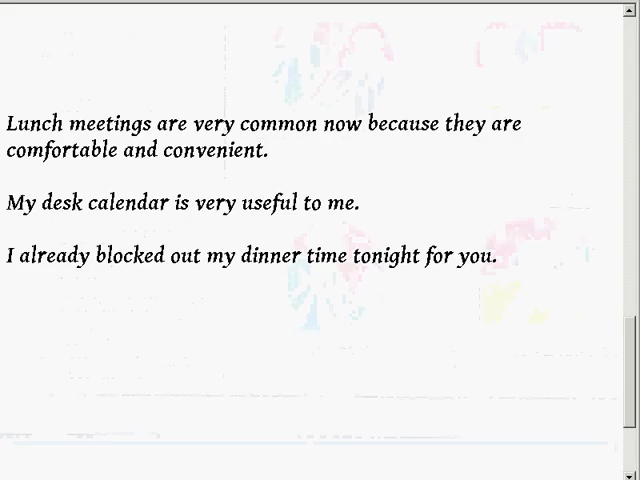 Lunch meetings are very common now because they are
comfortable and convenient.
My desk calendar is very useful to me.
I already blocked out my dinner time tonight for you.